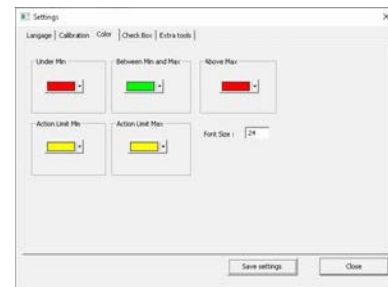 Settings
Langage Calibration Color Check Box Extra tools
Under Min Between Min and Max Above Max
Action Limit Min Action Limit Max
Font Size : 24
Save settings Close